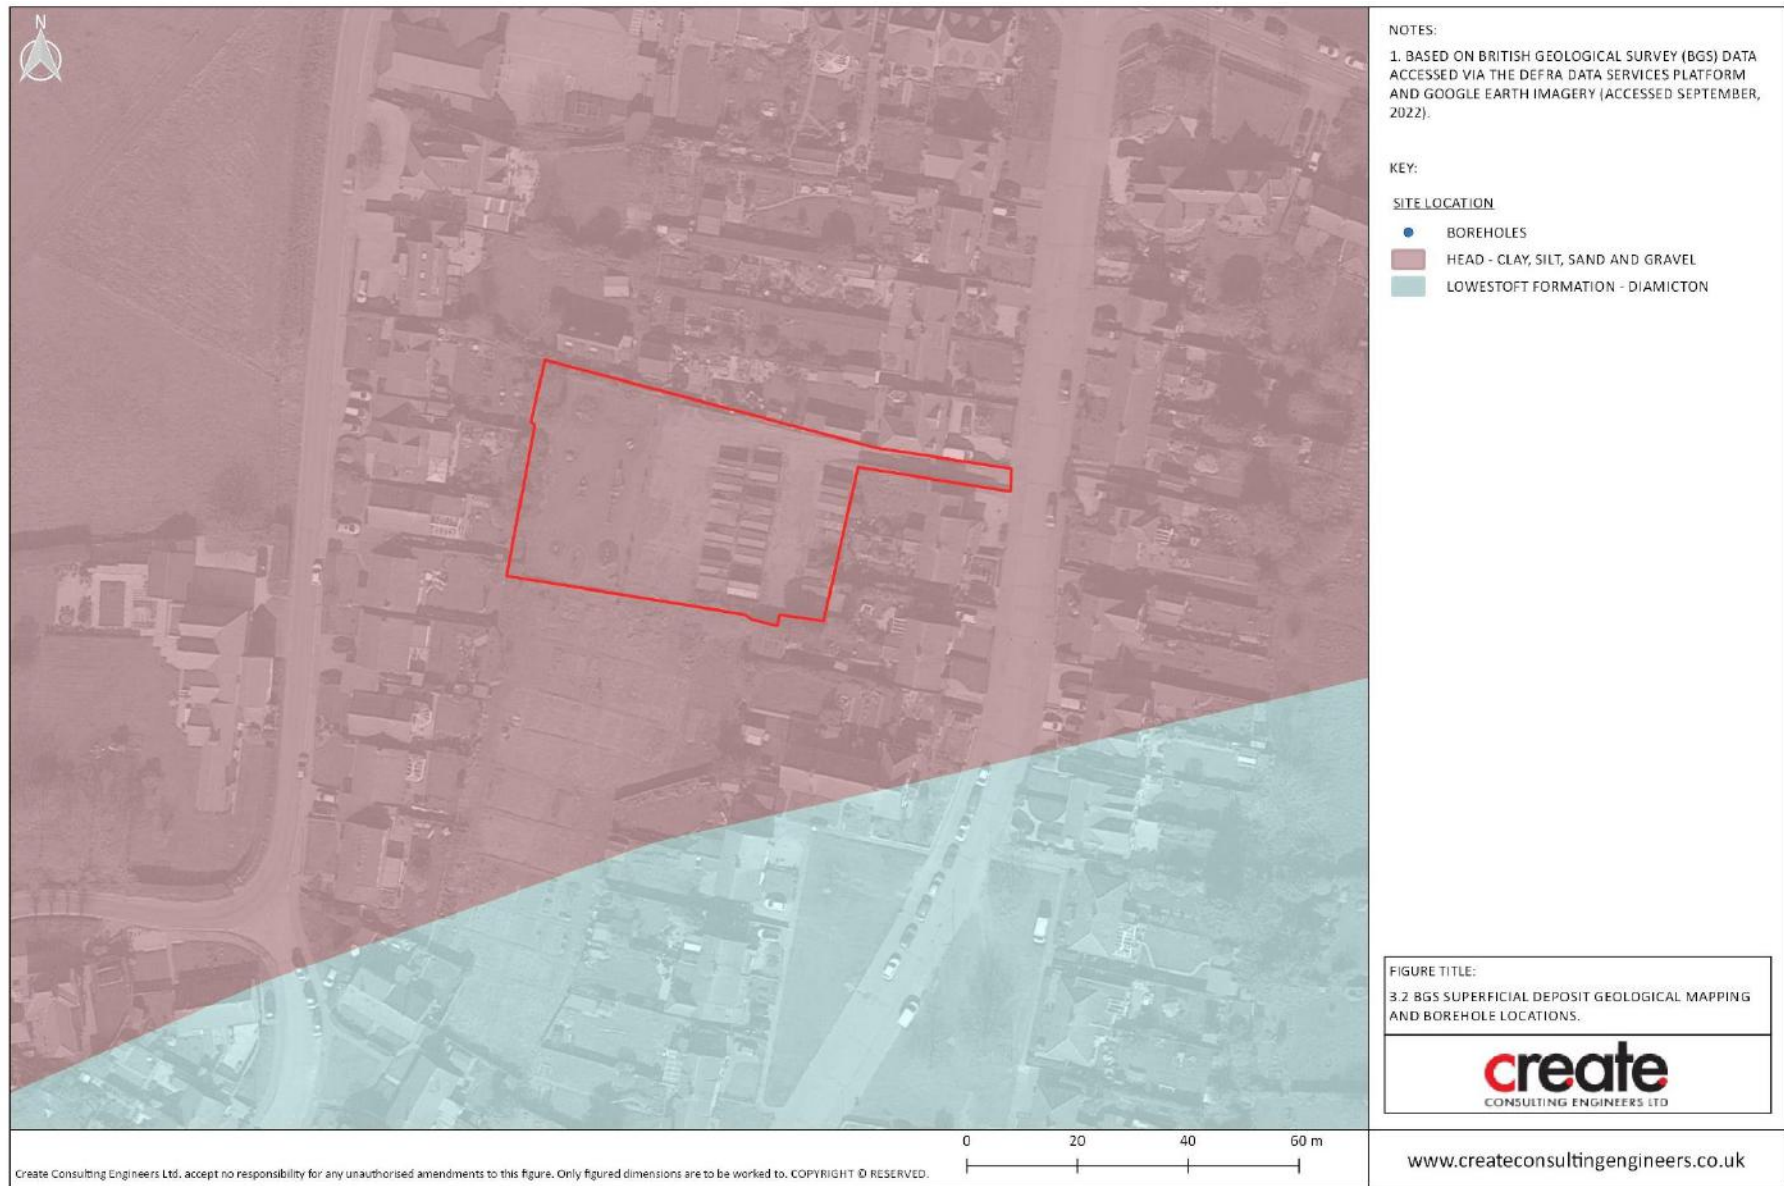 N
NOTES:
1. BASED ON BRITISH GEOLOGICAL SURVEY (BGS) DATA
ACCESSED VIA THE DEFRA DATA SERVICES PLATFORM
AND GOOGLE EARTH IMAGERY (ACCESSED SEPTEMBER,
2022).
KEY:
SITE LOCATION
BOREHOLES
HEAD - CLAY, SILT, SAND AND GRAVEL
LOWESTOFT FORMATION - DIAMICTON
FIGURE TITLE:
3.2 BGS SUPERFICIAL DEPOSIT GEOLOGICAL MAPPING
AND BOREHOLE LOCATIONS.
create
CONSULTING ENGINEERS LTD
0 20 40 60 m
Create Consulting Engineers Ltd. accept no responsibility for any unauthorised amendments to this figure. Only figured dimensions are to be worked to. COPYRIGHT © RESERVED.
www.createconsultingengineers.co.uk